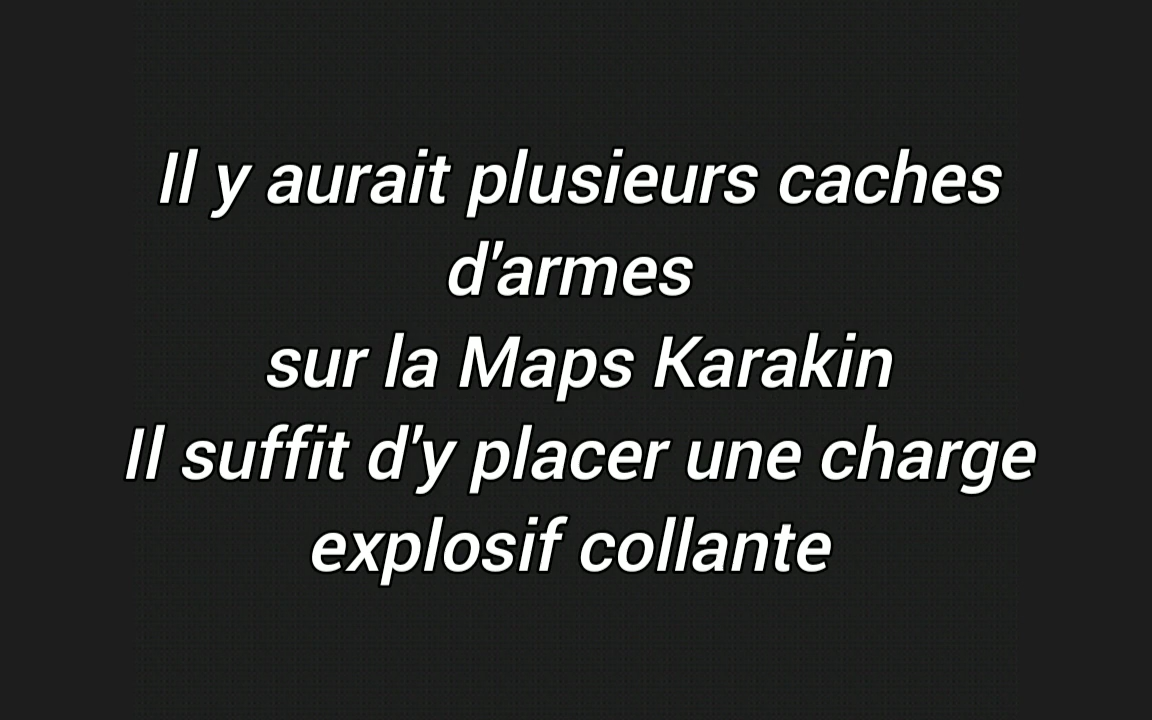 Il y aurait plusieurs caches
d'armes
sur la Maps Karakin
Il suffit d'y placer une charge
explosif collante